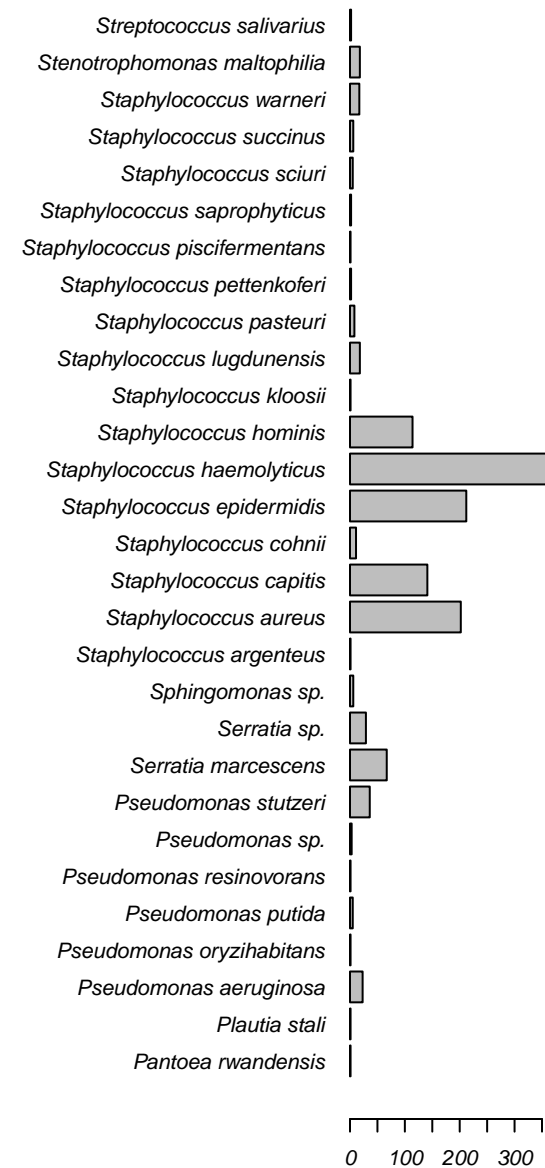 Streptococcus salivarius
Stenotrophomonas maltophilia
Staphylococcus warneri
Staphylococcus succinus
Staphylococcus sciuri
Staphylococcus saprophyticus
Staphylococcus piscifermentans
Staphylococcus pettenkoferi
Staphylococcus pasteuri
Staphylococcus lugdunensis
Staphylococcus kloosii
Staphylococcus hominis
Staphylococcus haemolyticus
Staphylococcus epidermidis
Staphylococcus cohnii
Staphylococcus capitis
Staphylococcus aureus
Staphylococcus argenteus
Sphingomonas sp.
Serratia sp.
Serratia marcescens
Pseudomonas stutzeri
Pseudomonas sp.
Pseudomonas resinovorans
Pseudomonas putida
Pseudomonas oryzihabitans
Pseudomonas aeruginosa
Plautia stali
Pantoea rwandensis
0 100 200 300